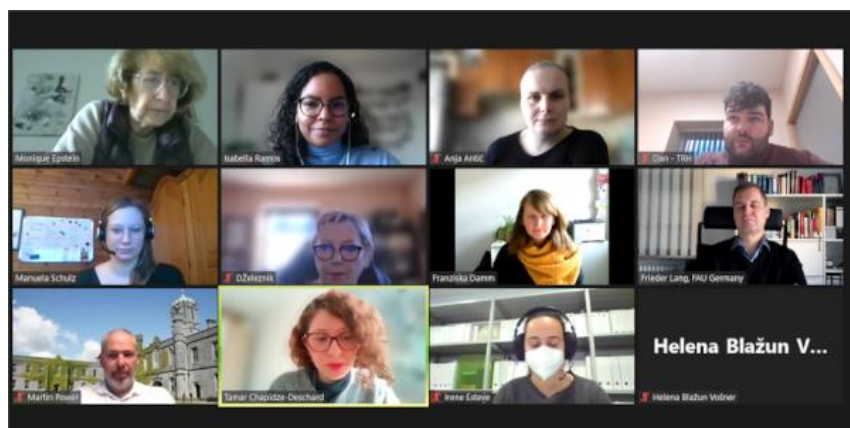 Monique Epstein
Isabella Ramos
Anja Antić
Dan - TRH
Manuela Schulz
DŽeleznik
Franziska Damm
Frieder Lang, FAU Germany
Martin Power
Tamar Chapidze-Deschard
Irene Esteve
Helena Blažun V...
Helena Blažun Vošner